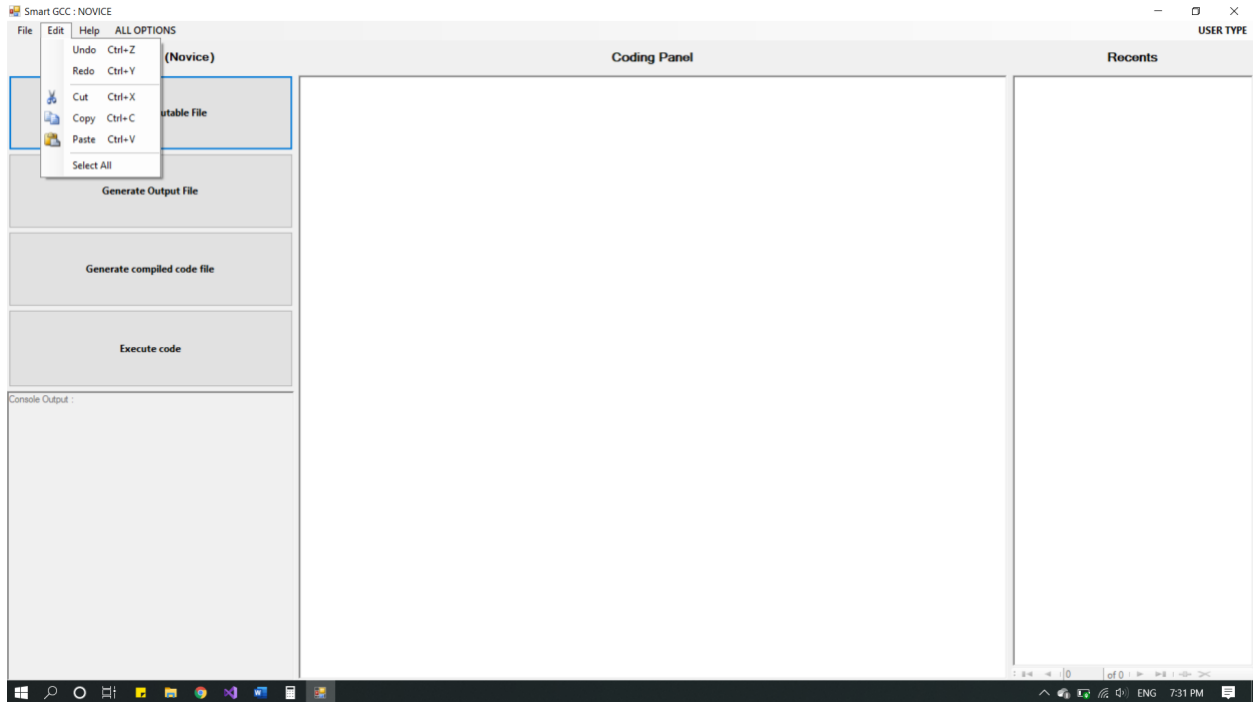 Smart GCC : NOVICE
File Edit Help ALL OPTIONS USER TYPE
Undo Ctrl+Z
Redo Ctrl+Y
Cut Ctrl+X
Copy Ctrl+C
Paste Ctrl+V
Select All
(Novice)
Coding Panel
Recents
utable File
Generate Output File
Generate compiled code file
Execute code
Console Output :
0 of 0
ENG 7:31 PM